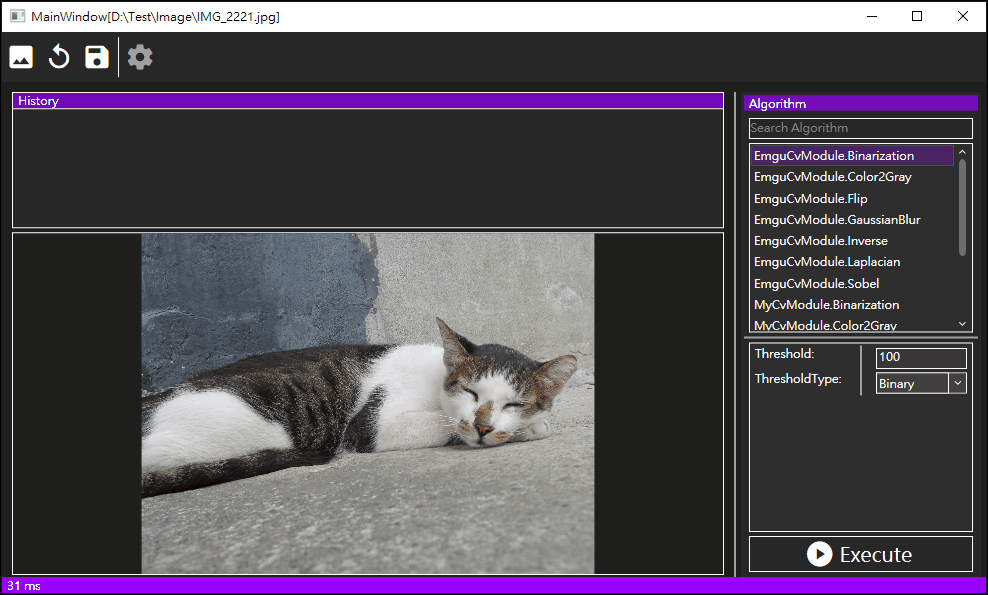 MainWindow[D:\Test\Image\IMG_2221.jpg]
History
Algorithm
Search Algorithm
EmguCvModule.Binarization
EmguCvModule.Color2Gray
EmguCvModule.Flip
EmguCvModule.GaussianBlur
EmguCvModule.Inverse
EmguCvModule.Laplacian
EmguCvModule.Sobel
MyCvModule.Binarization
MyCvModule.Color2Gray
Threshold: 100
ThresholdType: Binary
Execute
31 ms